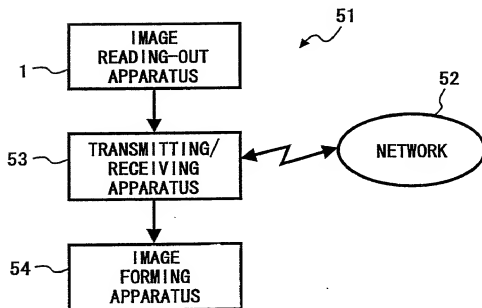 51
IMAGE
READING-OUT
APPARATUS
1
52
NETWORK
53
TRANSMITTING/
RECEIVING
APPARATUS
54
IMAGE
FORMING
APPARATUS